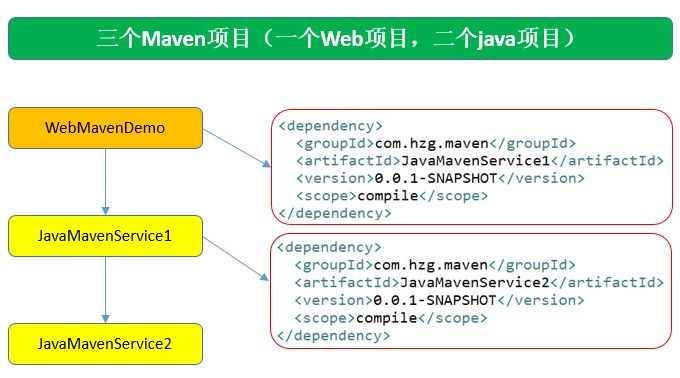 三个Maven项目（一个Web项目，二个java项目）
WebMavenDemo
<dependency>
<groupId>com.hzg.maven</groupId>
<artifactId>JavaMavenService1</artifactId>
<version>0.0.1-SNAPSHOT</version>
<scope>compile</scope>
</dependency>
JavaMavenService1
<dependency>
<groupId>com.hzg.maven</groupId>
<artifactId>JavaMavenService2</artifactId>
<version>0.0.1-SNAPSHOT</version>
<scope>compile</scope>
</dependency>
JavaMavenService2